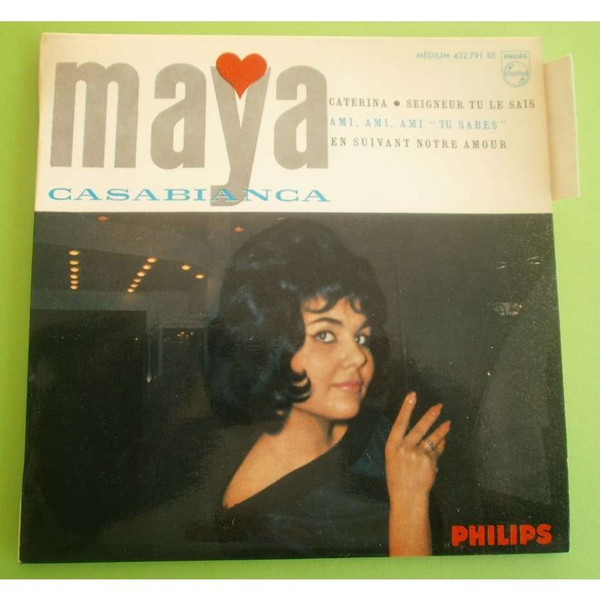 maya
MEDIUM 432.791 BE
PHILIPS
CATERINA • SEIGNEUR TU LE SAIS
AMI, AMI, AMI "TU SABES"
EN SUIVANT NOTRE AMOUR
CASABIANCA
PHILIPS